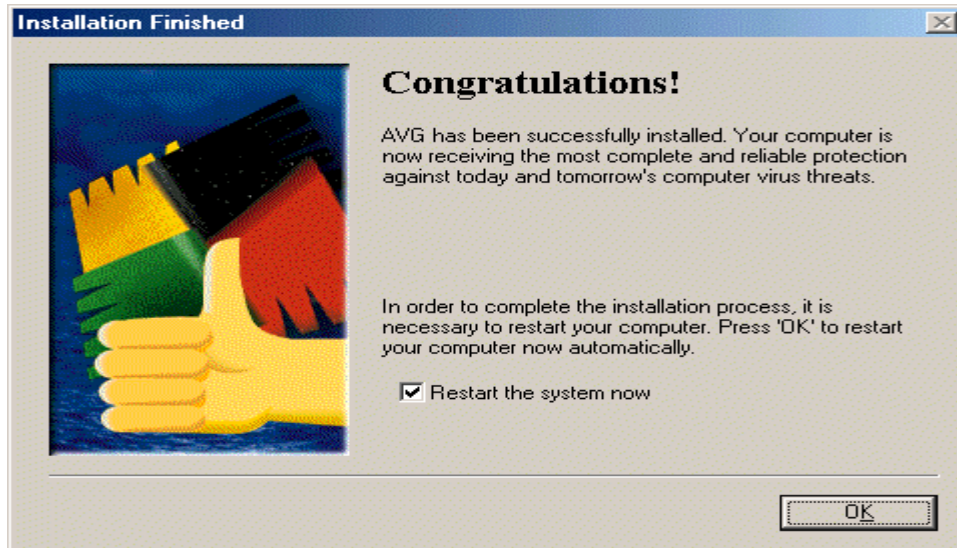 Installation Finished
Congratulations!
AVG has been successfully installed. Your computer is
now receiving the most complete and reliable protection
against today and tomorrow's computer virus threats.
In order to complete the installation process, it is
necessary to restart your computer. Press 'OK' to restart
your computer now automatically.
Restart the system now
OK